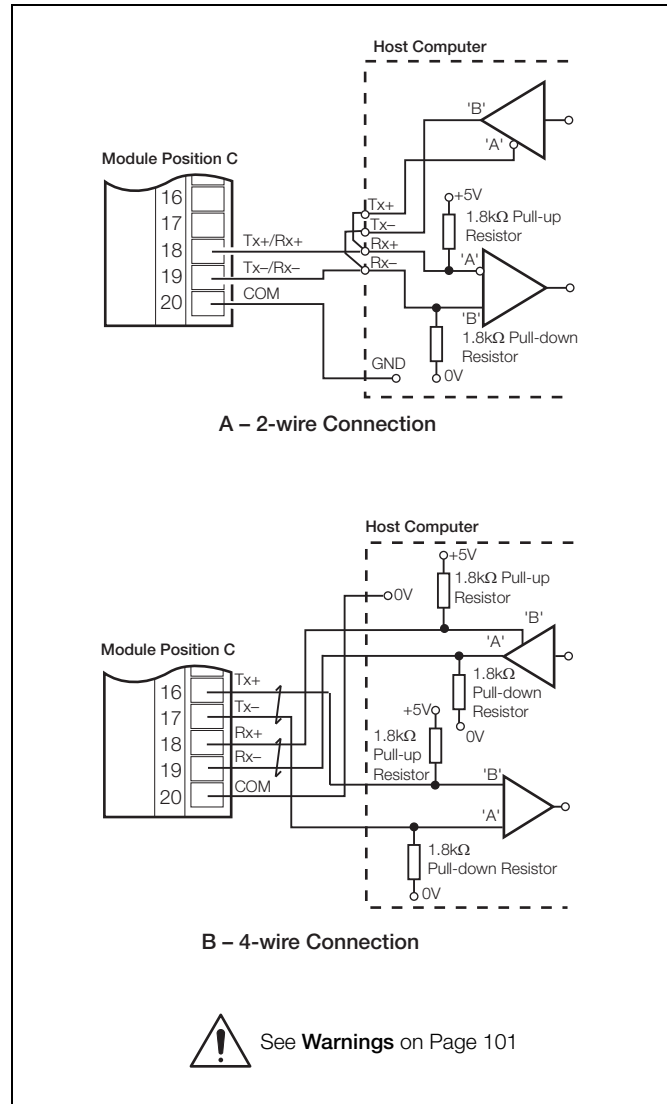 Host Computer
'B'
'A'
Module Position C
16
17
18
19
20
Tx+/Rx+
Tx–/Rx–
COM
Tx+
Tx–
Rx+
Rx–
+5V
1.8kΩ Pull-up
Resistor
'A'
'B'
1.8kΩ Pull-down
Resistor
GND
0V
A – 2-wire Connection
Host Computer
+5V
1.8kΩ Pull-up
Resistor
0V
'B'
'A'
Module Position C
16
17
18
19
20
Tx+
Tx–
Rx+
Rx–
COM
1.8kΩ
Pull-down
Resistor
0V
+5V
1.8kΩ
Pull-up
Resistor
'B'
'A'
1.8kΩ
Pull-down Resistor
0V
B – 4-wire Connection
! See Warnings on Page 101